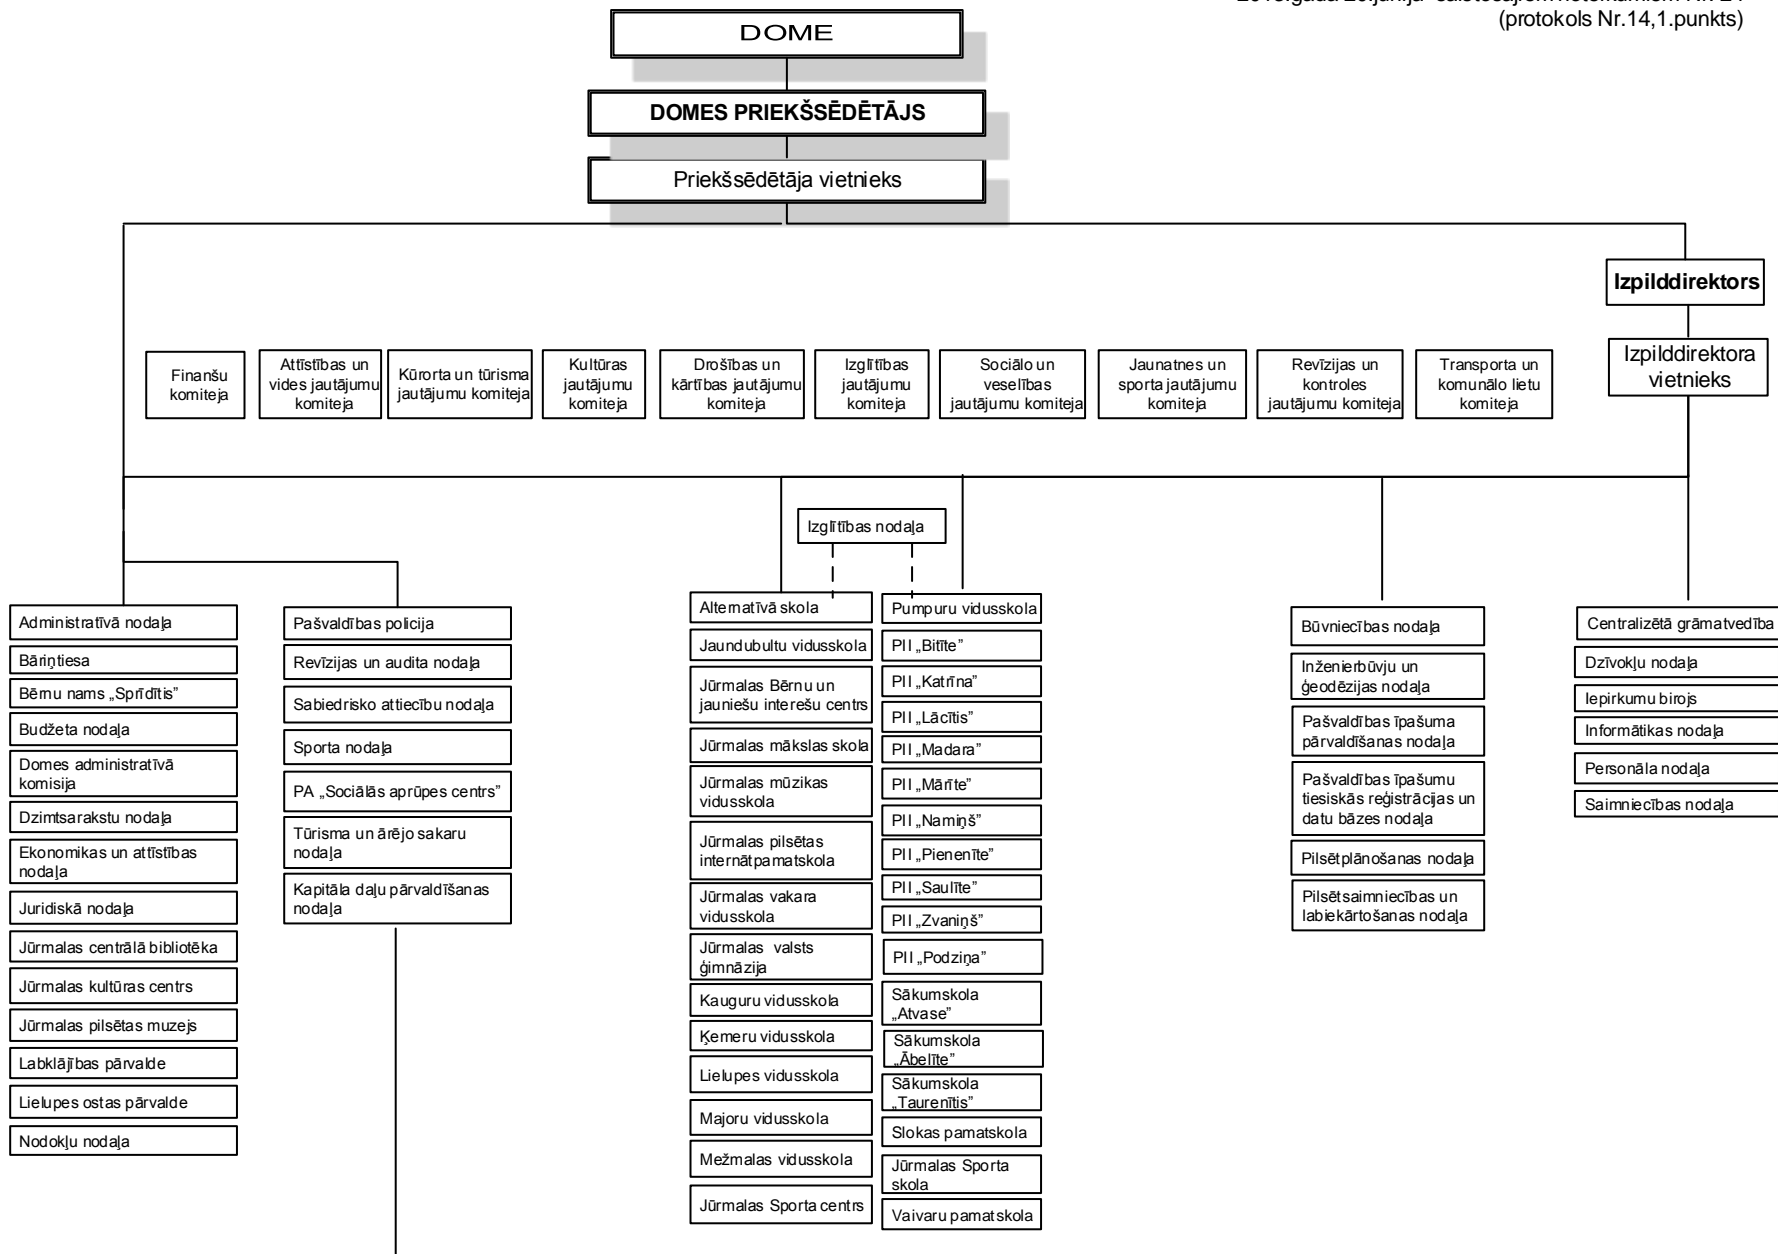 (protokols Nr.14,1.punkts)
DOME
DOMES PRIEKŠSĒDĒTĀJS
Priekšsēdētāja vietnieks
Izpilddirektors
Izpilddirektora
vietnieks
Finanšu
komiteja
Attīstības un
vides jautājumu
komiteja
Kūrorta un tūrisma
jautājumu komiteja
Kultūras
jautājumu
komiteja
Drošības un
kārtības jautājumu
komiteja
Izglītības
jautājumu
komiteja
Sociālo un
veselības
jautājumu komiteja
Jaunatnes un
sporta jautājumu
komiteja
Revīzijas un
kontroles
jautājumu komiteja
Transporta un
komunālo lietu
komiteja
Izglītības nodaļa
Administratīvā nodaļa
Bāriņtiesa
Bērnu nams „Sprīdītis”
Budžeta nodaļa
Domes administratīvā
komisija
Dzimtsarakstu nodaļa
Ekonomikas un attīstības
nodaļa
Juridiskā nodaļa
Jūrmalas centrālā bibliotēka
Jūrmalas kultūras centrs
Jūrmalas pilsētas muzejs
Labklājības pārvalde
Lielupes ostas pārvalde
Nodokļu nodaļa
Pašvaldības policija
Revīzijas un audita nodaļa
Sabiedrisko attiecību nodaļa
Sporta nodaļa
PA „Sociālās aprūpes centrs”
Tūrisma un ārējo sakaru
nodaļa
Kapitāla daļu pārvaldīšanas
nodaļa
Alternatīvā skola
Jaundubultu vidusskola
Jūrmalas Bērnu un
jauniešu interešu centrs
Jūrmalas mākslas skola
Jūrmalas mūzikas
vidusskola
Jūrmalas pilsētas
internātpamatskola
Jūrmalas vakara
vidusskola
Jūrmalas valsts
ģimnāzija
Kauguru vidusskola
Ķemeru vidusskola
Lielupes vidusskola
Majoru vidusskola
Mežmalas vidusskola
Jūrmalas Sporta centrs
Pumpuru vidusskola
PII „Bitīte”
PII „Katrīna”
PII „Lācītis”
PII „Madara”
PII „Mārīte”
PII „Namiņš”
PII „Pienenīte”
PII „Saulīte”
PII „Zvaniņš”
PII „Podziņa”
Sākumskola
„Atvase”
Sākumskola
„Ābelīte”
Sākumskola
„Taurenītis”
Slokas pamatskola
Jūrmalas Sporta
skola
Vaivaru pamatskola
Būvniecības nodaļa
Inženierbūvju un
ģeodēzijas nodaļa
Pašvaldības īpašuma
pārvaldīšanas nodaļa
Pašvaldības īpašumu
tiesiskās reģistrācijas un
datu bāzes nodaļa
Pilsētplānošanas nodaļa
Pilsētsaimniecības un
labiekārtošanas nodaļa
Centralizētā grāmatvedība
Dzīvokļu nodaļa
Iepirkumu birojs
Informātikas nodaļa
Personāla nodaļa
Saimniecības nodaļa